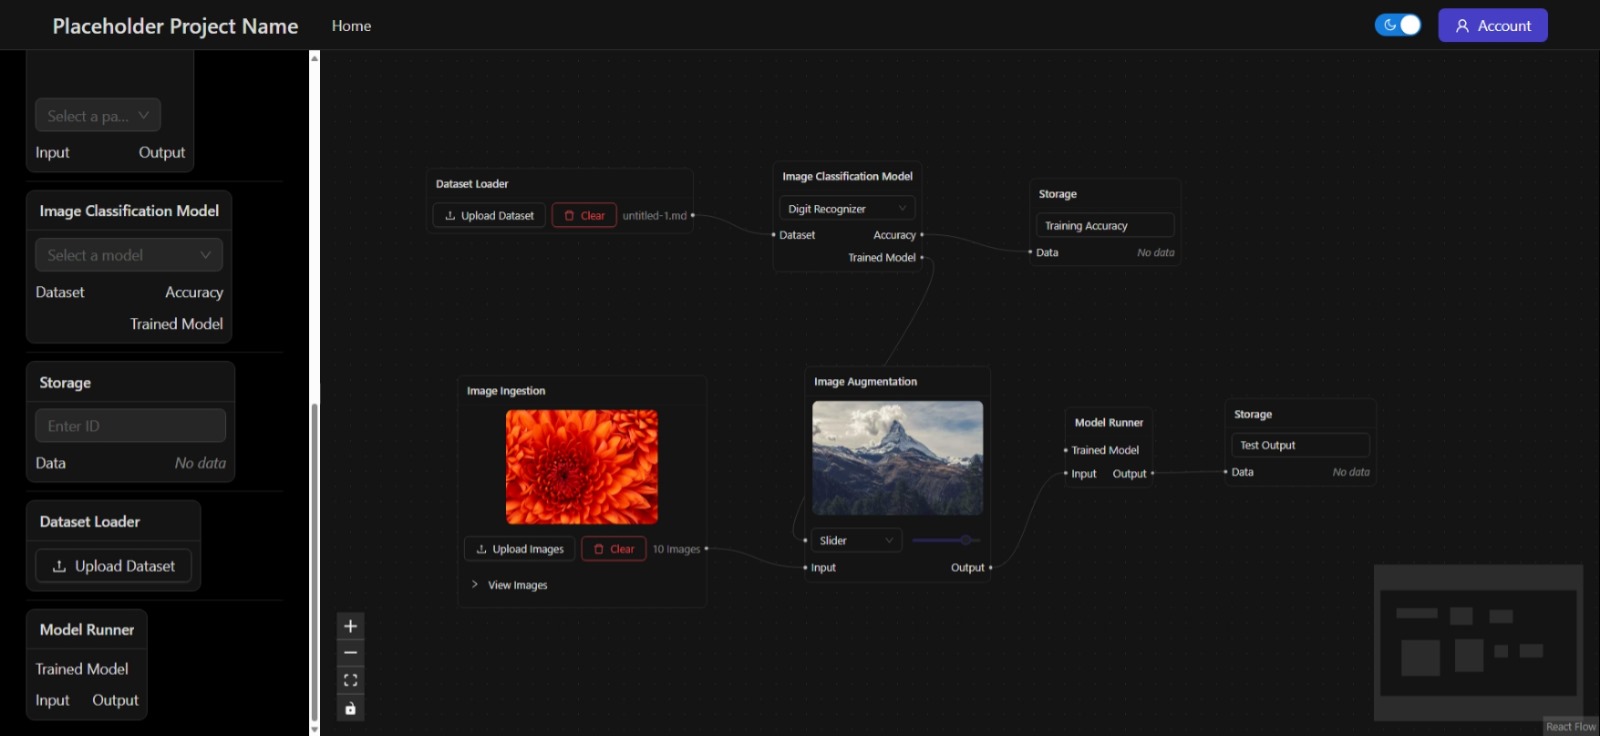 Placeholder Project Name
Home
Account
Select a pa...
Input Output
Image Classification Model
Select a model
Dataset Accuracy
Trained Model
Storage
Enter ID
Data No data
Dataset Loader
Upload Dataset
Model Runner
Trained Model
Input Output
Dataset Loader
Upload Dataset Clear untitled-1.md
Image Classification Model
Digit Recognizer
Dataset Accuracy
Trained Model
Storage
Training Accuracy
Data No data
Image Ingestion
Upload Images Clear 10 Images
View Images
Image Augmentation
Slider
Input Output
Model Runner
Trained Model
Input Output
Storage
Test Output
Data No data
React Flow